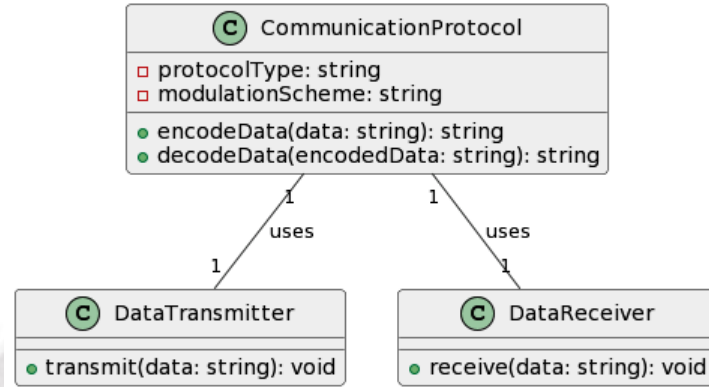 C CommunicationProtocol
protocolType: string
modulationScheme: string
encodeData(data: string): string
decodeData(encodedData: string): string
1 1
uses uses
1 1
C DataTransmitter
transmit(data: string): void
C DataReceiver
receive(data: string): void